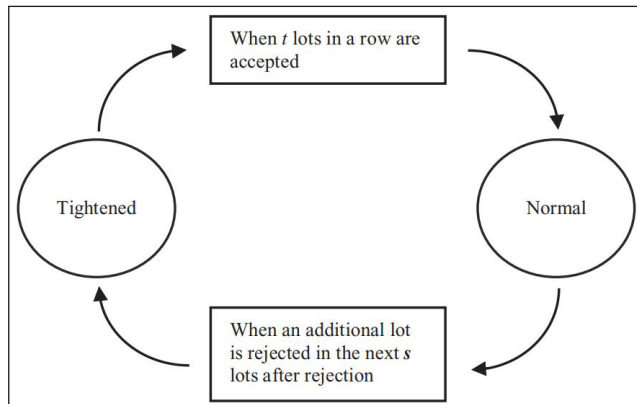 When t lots in a row are
accepted
Tightened
Normal
When an additional lot
is rejected in the next s
lots after rejection